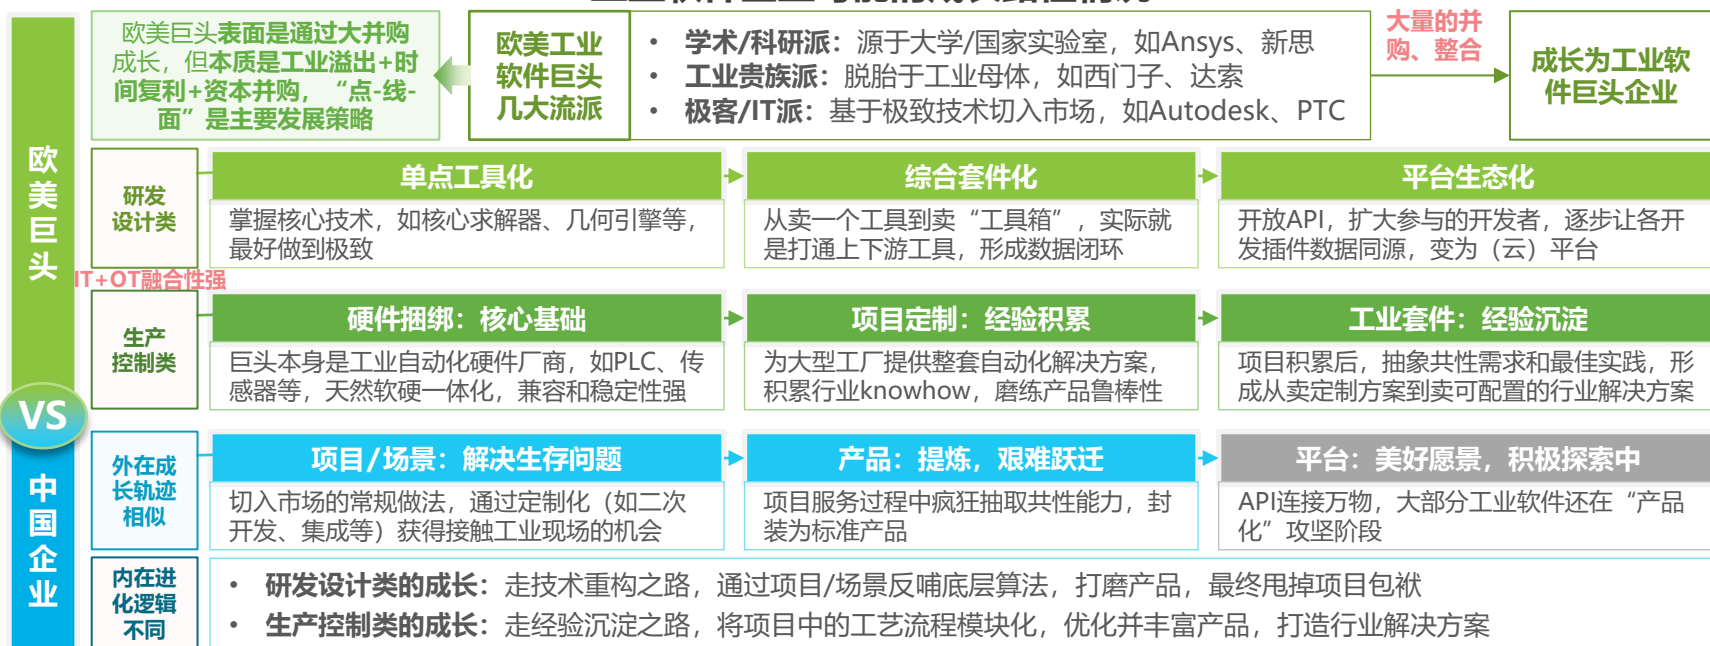 欧美巨头表面是通过大并购
成长，但本质是工业溢出+时
间复利+资本并购，“点-线-
面”是主要发展策略
欧美工业
软件巨头
几大流派
• 学术/科研派：源于大学/国家实验室，如Ansys、新思
• 工业贵族派：脱胎于工业母体，如西门子、达索
• 极客/IT派：基于极致技术切入市场，如Autodesk、PTC
大量的并
购、整合
成长为工业软
件巨头企业
欧美巨头
研发
设计类
单点工具化
掌握核心技术，如核心求解器、几何引擎等，
最好做到极致
综合套件化
从卖一个工具到卖“工具箱”，实际就
是打通上下游工具，形成数据闭环
平台生态化
开放API，扩大参与的开发者，逐步让各开
发插件数据同源，变为（云）平台
IT+OT融合性强
生产
控制类
硬件捆绑：核心基础
巨头本身是工业自动化硬件厂商，如PLC、传
感器等，天然软硬一体化，兼容和稳定性强
项目定制：经验积累
为大型工厂提供整套自动化解决方案，
积累行业knowhow，磨练产品鲁棒性
工业套件：经验沉淀
项目积累后，抽象共性需求和最佳实践，形
成从卖定制方案到卖可配置的行业解决方案
VS
中国企业
外在成
长轨迹
相似
项目/场景：解决生存问题
切入市场的常规做法，通过定制化（如二次
开发、集成等）获得接触工业现场的机会
产品：提炼，艰难跃迁
项目服务过程中疯狂抽取共性能力，封
装为标准产品
平台：美好愿景，积极探索中
API连接万物，大部分工业软件还在“产品
化”攻坚阶段
内在进
化逻辑
不同
• 研发设计类的成长：走技术重构之路，通过项目/场景反哺底层算法，打磨产品，最终甩掉项目包袱
• 生产控制类的成长：走经验沉淀之路，将项目中的工艺流程模块化，优化并丰富产品，打造行业解决方案